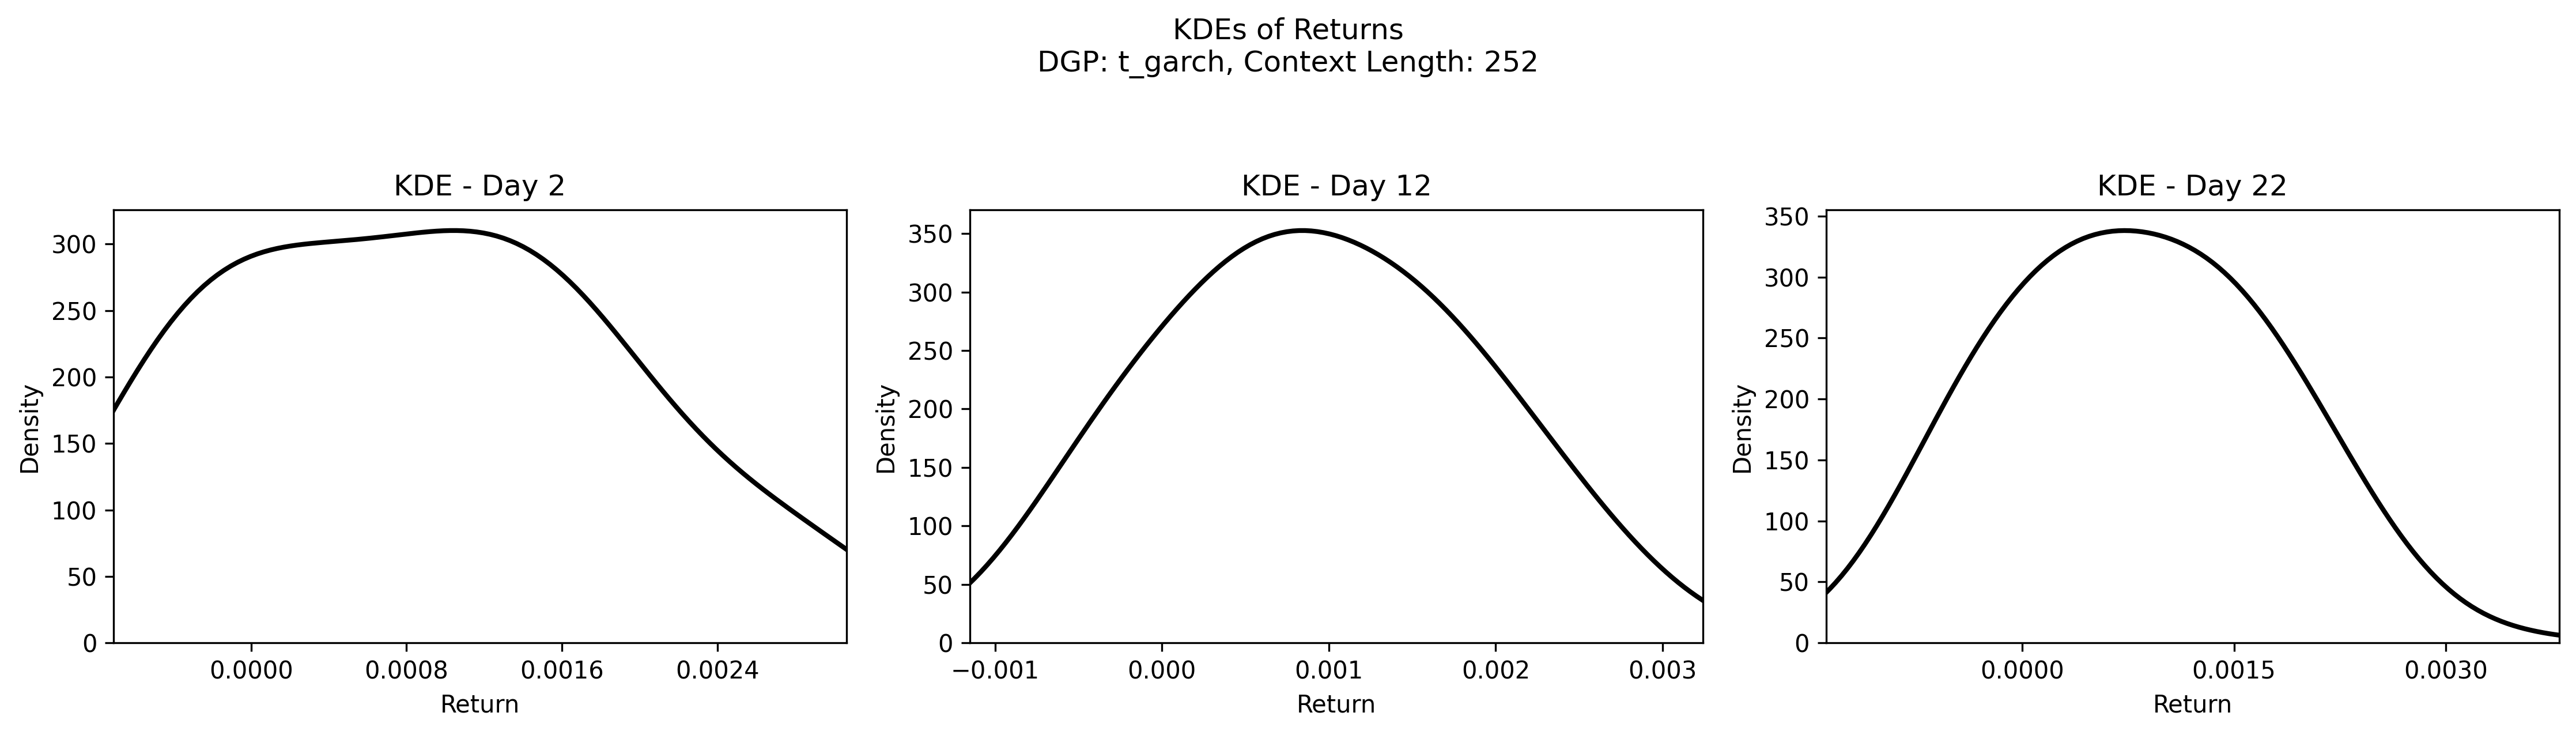 KDEs of Returns
DGP: t_garch, Context Length: 252
KDE - Day 2
Density
0
50
100
150
200
250
300
0.0000 0.0008 0.0016 0.0024
Return
KDE - Day 12
Density
0
50
100
150
200
250
300
350
−0.001 0.000 0.001 0.002 0.003
Return
KDE - Day 22
Density
0
50
100
150
200
250
300
350
0.0000 0.0015 0.0030
Return